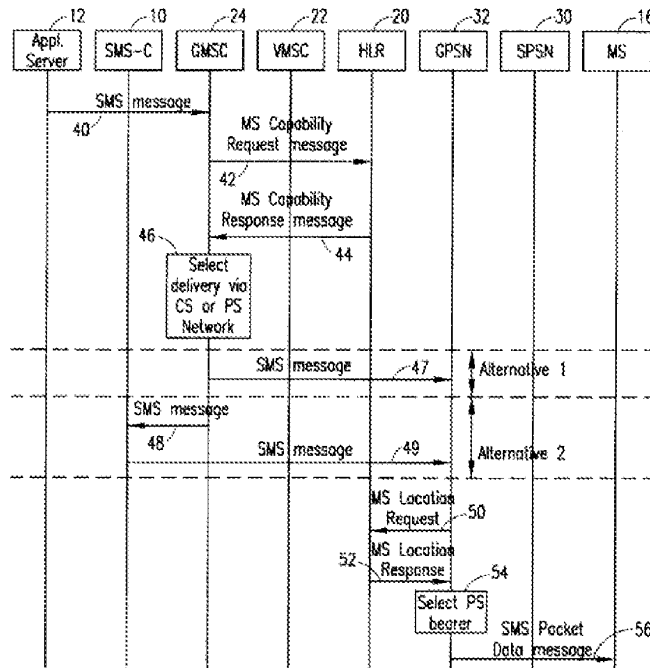 12 10 24 22 20 32 30 16
Appl. Server SMS-C GMSC VMSC HLR GPSN SPSN MS
SMS message
40
MS Capability
Request message
42
MS Capability
Response message
46
44
Select
delivery via
CS or PS
Network
SMS message
47
Alternative 1
SMS message
48
SMS message
49
Alternative 2
MS Location
Request
50
MS Location
Response
52
54
Select PS
bearer
SMS Packet
Data message
56